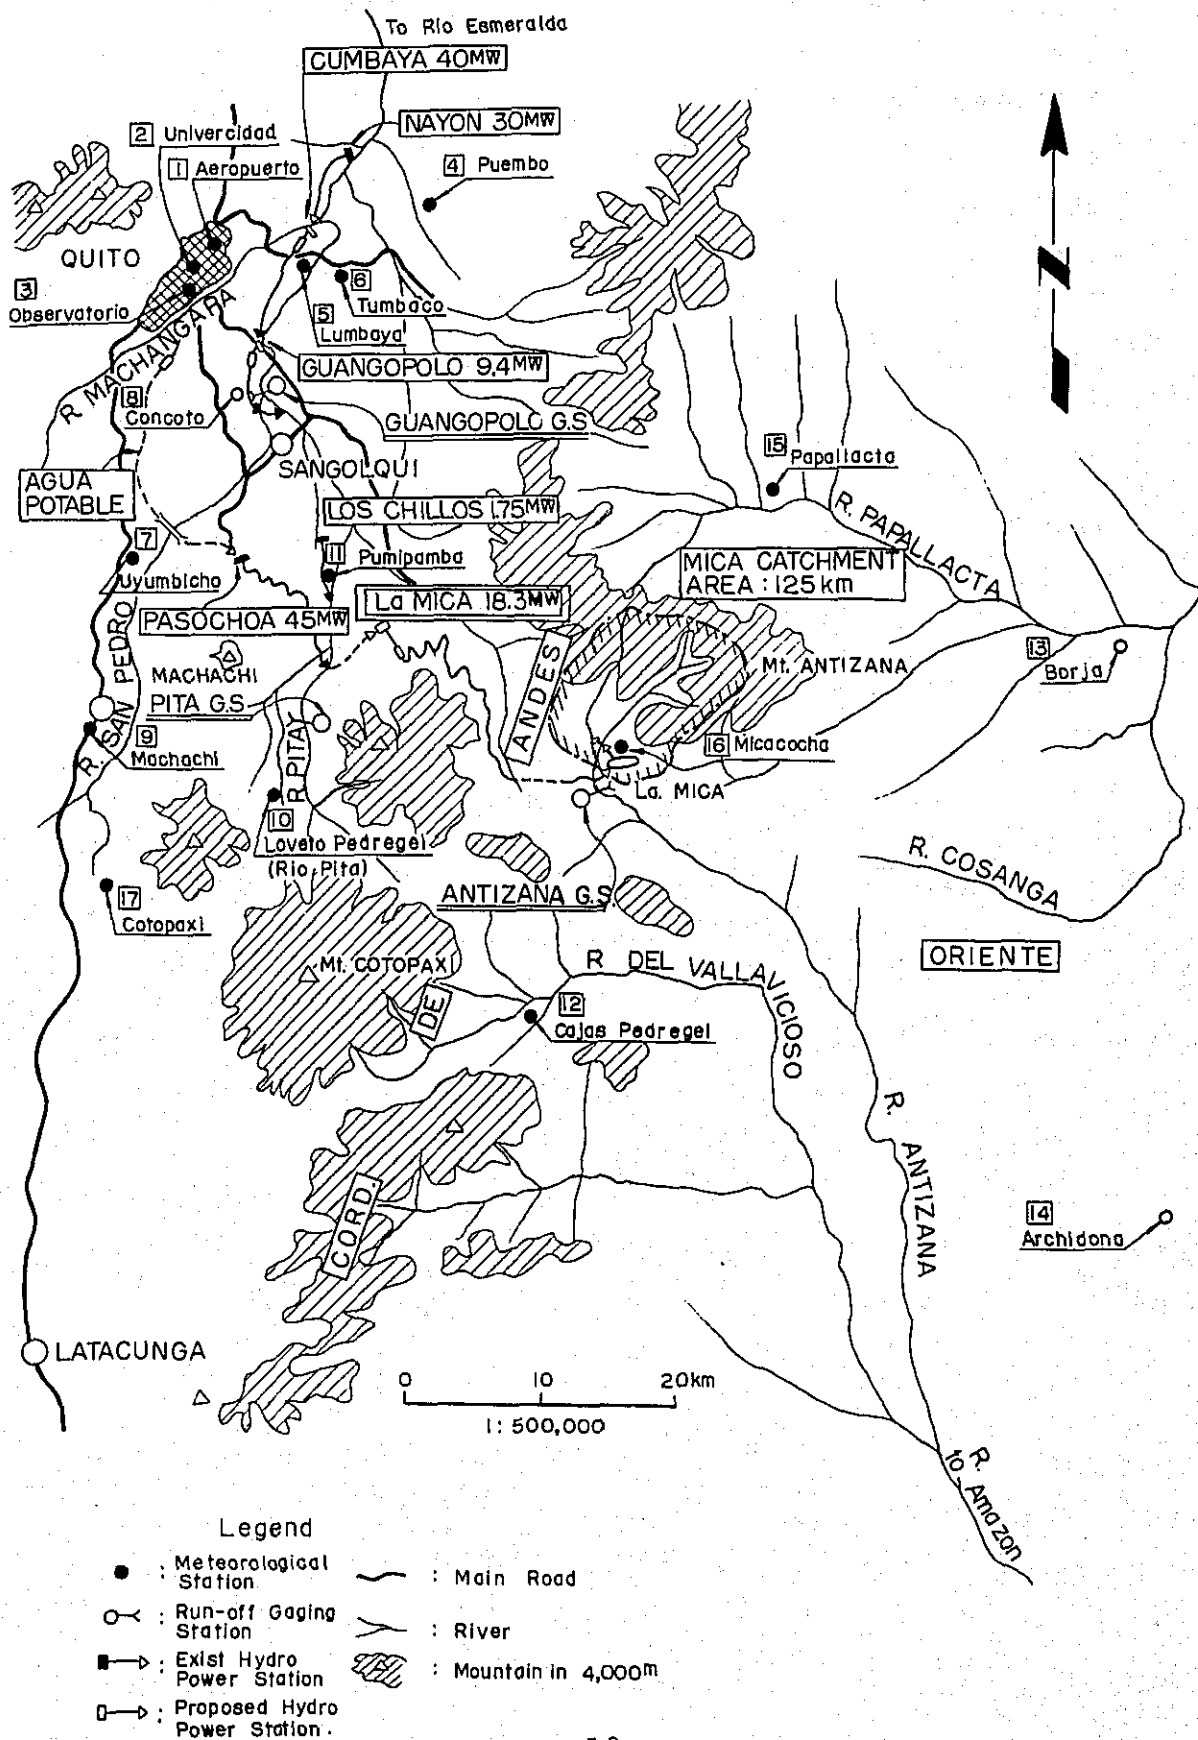 To Rio Esmeralda
CUMBAYA 40MW
NAYON 30MW
2 Univercidad
1 Aeropuerto
4 Puembo
QUITO
3
Observatorio
6
Tumbaco
5
Lumbaya
R. MACHANGARA
GUANGOPOLO 9.4MW
8
Concoto
GUANGOPOLO G.S
SANGOLQUI
15 Papallacta
AGUA
POTABLE
LOS CHILLOS 1.75MW
R. PAPALLACTA
7
Uyumbicho
11 Pumipamba
MICA CATCHMENT
AREA : 125km
La MICA 18.3MW
PASOCHOA 45MW
MACHACHI
PITA G.S
Mt. ANTIZANA
13
Borja
R. SAN PEDRO
9
Machachi
R. PITAY
ANDES
16 Micacocha
La. MICA
10
Loveto Pedregel
(Rio Pita)
R. COSANGA
17
Cotopaxi
ANTIZANA G.S
ORIENTE
Mt. COTOPAXI
R DEL VALLAVICIOSO
DE
12
Cajas Pedregel
R. ANTIZANA
CORD.
14
Archidona
LATACUNGA
0 10 20km
1: 500,000
R.
to Amazon
Legend
: Meteorological
Station
: Main Road
: Run-off Gaging
Station
: River
: Exist Hydro
Power Station
: Mountain in 4,000m
: Proposed Hydro
Power Station.